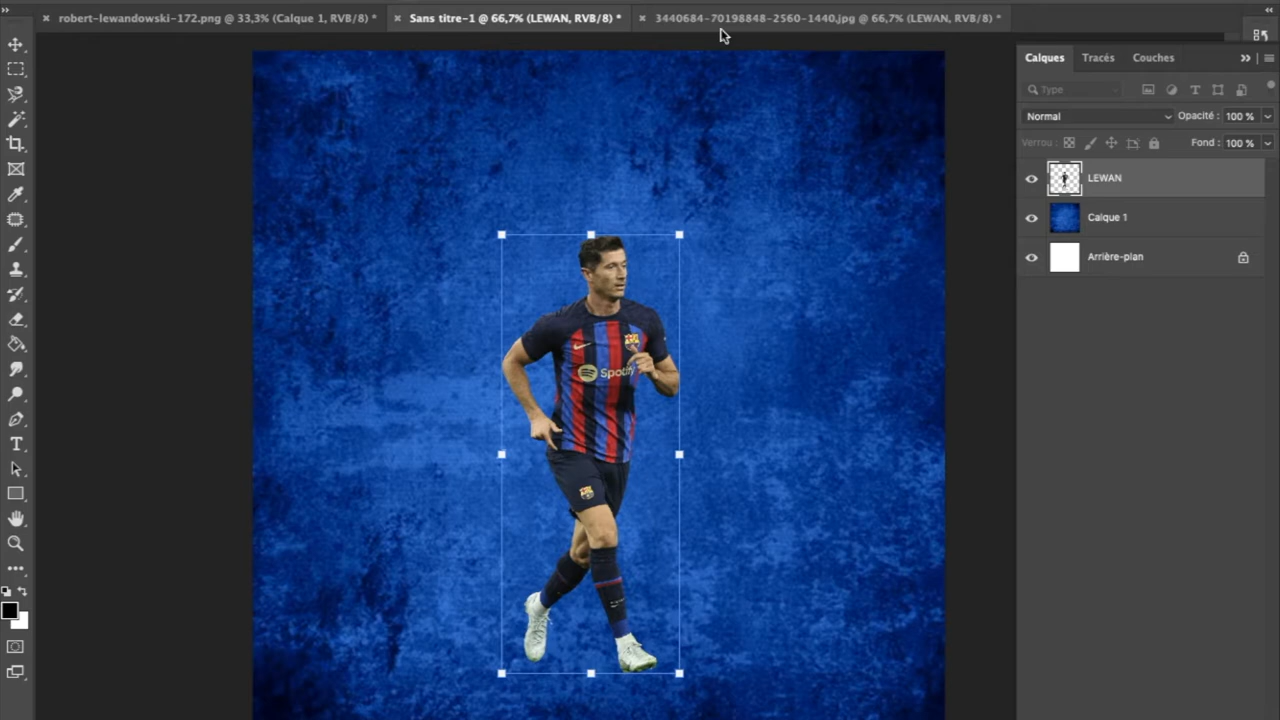 robert-lewandowski-172.png @ 33,3% (Calque 1, RVB/8) *
Sans titre-1 @ 66,7% (LEWAN, RVB/8) *
3440684-70198848-2560-1440.jpg @ 66,7% (LEWAN, RVB/8) *
Calques Tracés Couches
Type
Normal Opacité : 100 %
Verrou : Fond : 100 %
LEWAN
Calque 1
Arrière-plan
Spotify